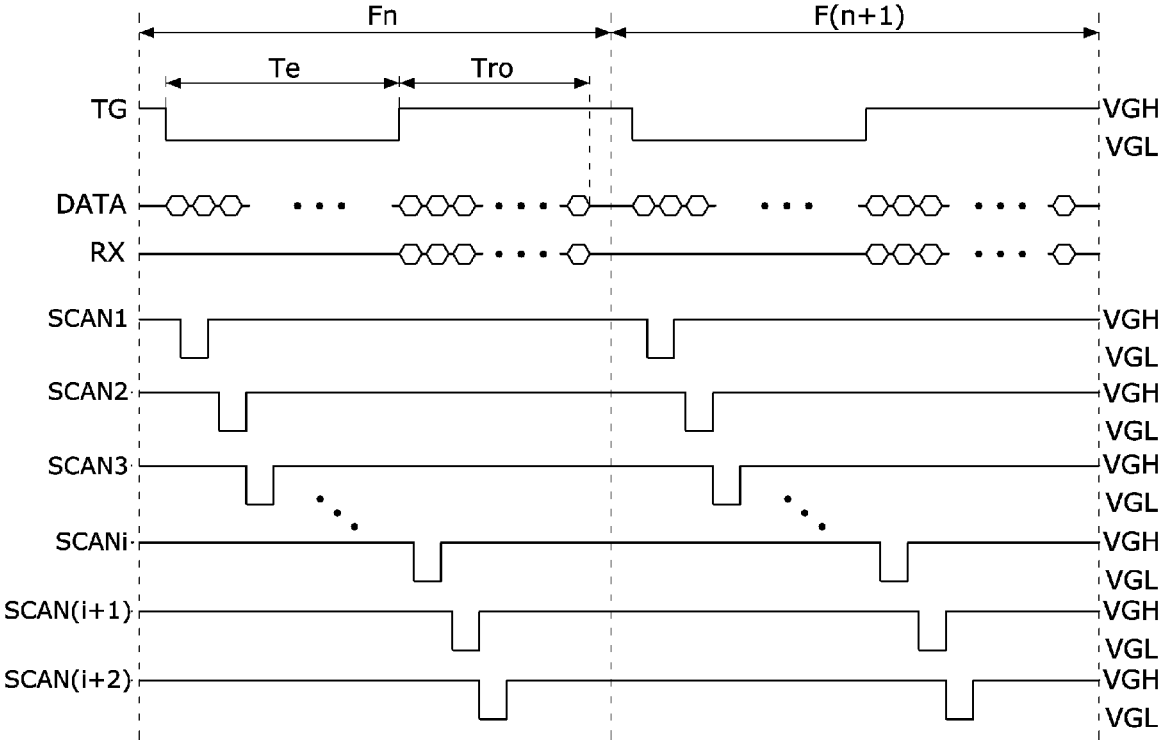 Fn F(n+1)
Te Tro
TG VGH
VGL
DATA
RX
SCAN1 VGH
VGL
SCAN2 VGH
VGL
SCAN3 VGH
VGL
SCANi VGH
VGL
SCAN(i+1) VGH
VGL
SCAN(i+2) VGH
VGL